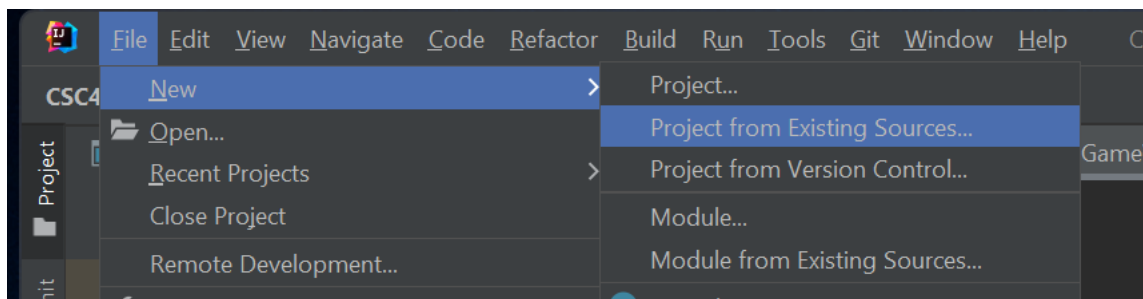 IJ File Edit View Navigate Code Refactor Build Run Tools Git Window Help
CSC4
New
Project...
Open...
Project from Existing Sources...
Recent Projects
Project from Version Control...
Close Project
Module...
Remote Development...
Module from Existing Sources...
Game
Project